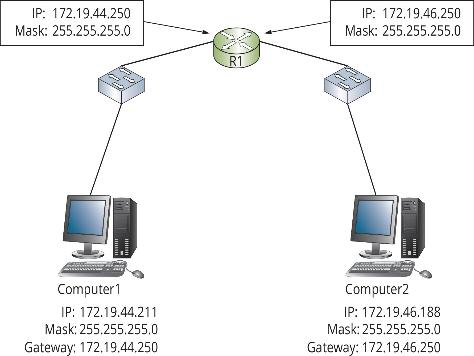 IP: 172.19.44.250
Mask: 255.255.255.0
IP: 172.19.46.250
Mask: 255.255.255.0
R1
Computer1
IP: 172.19.44.211
Mask: 255.255.255.0
Gateway: 172.19.44.250
Computer2
IP: 172.19.46.188
Mask: 255.255.255.0
Gateway: 172.19.46.250